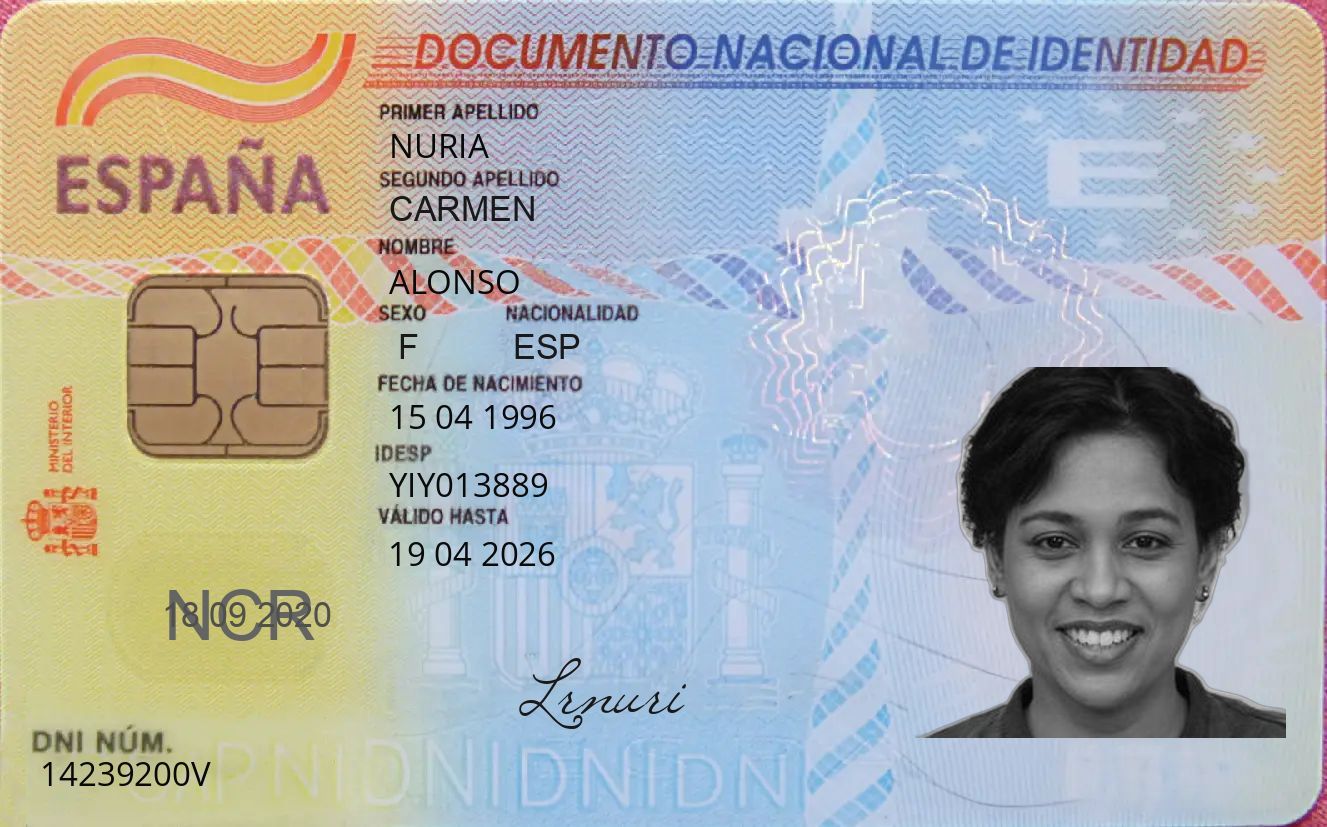 DOCUMENTO NACIONAL DE IDENTIDAD
ESPAÑA
PRIMER APELLIDO
NURIA
SEGUNDO APELLIDO
CARMEN
NOMBRE
ALONSO
SEXO NACIONALIDAD
F ESP
FECHA DE NACIMIENTO
15 04 1996
IDESP
YIY013889
VÁLIDO HASTA
19 04 2026
MINISTERIO
DEL INTERIOR
E
NCR
18 09 2020
Lrnuri
DNI NÚM.
14239200V
DNIDNIDNIDNI